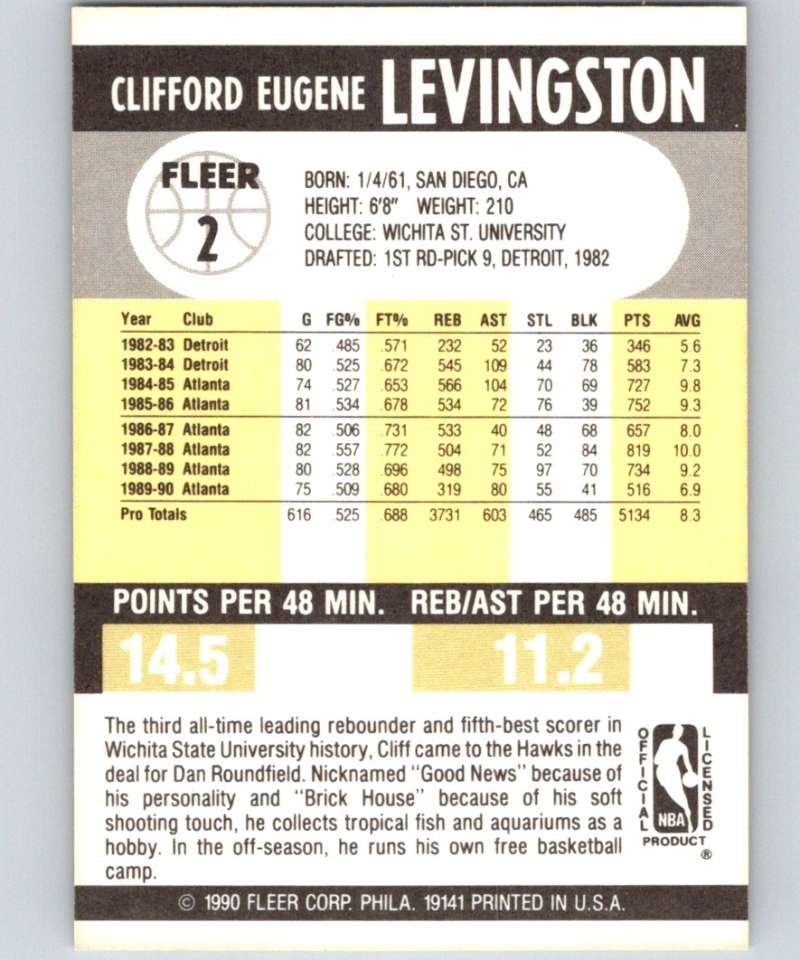 CLIFFORD EUGENE LEVINGSTON
FLEER
2
BORN: 1/4/61, SAN DIEGO, CA
HEIGHT: 6'8" WEIGHT: 210
COLLEGE: WICHITA ST. UNIVERSITY
DRAFTED: 1ST RD-PICK 9, DETROIT, 1982
Year Club G FG% FT% REB AST STL BLK PTS AVG
1982-83 Detroit 62 .485 .571 232 52 23 36 346 5.6
1983-84 Detroit 80 .525 .672 545 109 44 78 583 7.3
1984-85 Atlanta 74 .527 .653 566 104 70 69 727 9.8
1985-86 Atlanta 81 .534 .678 534 72 76 39 752 9.3
1986-87 Atlanta 82 .506 .731 533 40 48 68 657 8.0
1987-88 Atlanta 82 .557 .772 504 71 52 84 819 10.0
1988-89 Atlanta 80 .528 .696 498 75 97 70 734 9.2
1989-90 Atlanta 75 .509 .680 319 80 55 41 516 6.9
Pro Totals 616 .525 .688 3731 603 465 485 5134 8.3
POINTS PER 48 MIN. REB/AST PER 48 MIN.
14.5 11.2
The third all-time leading rebounder and fifth-best scorer in
Wichita State University history, Cliff came to the Hawks in the
deal for Dan Roundfield. Nicknamed "Good News" because of
his personality and "Brick House" because of his soft
shooting touch, he collects tropical fish and aquariums as a
hobby. In the off-season, he runs his own free basketball
camp.
OFFICIAL
LICENSED
NBA
PRODUCT
®
© 1990 FLEER CORP. PHILA. 19141 PRINTED IN U.S.A.